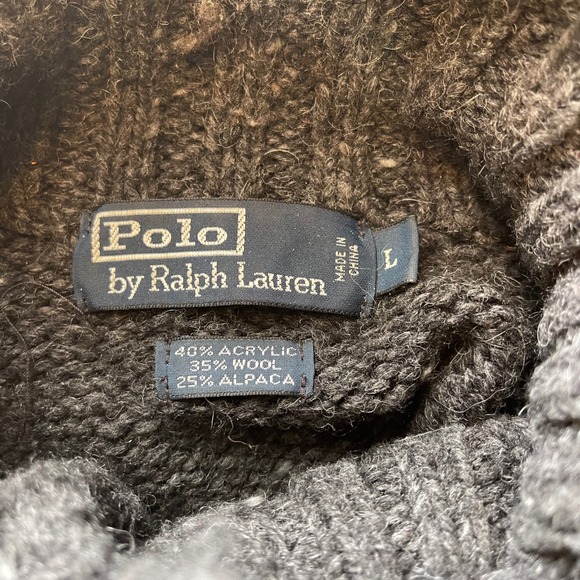 Polo
by Ralph Lauren
MADE IN
CHINA
L
40% ACRYLIC
35% WOOL
25% ALPACA